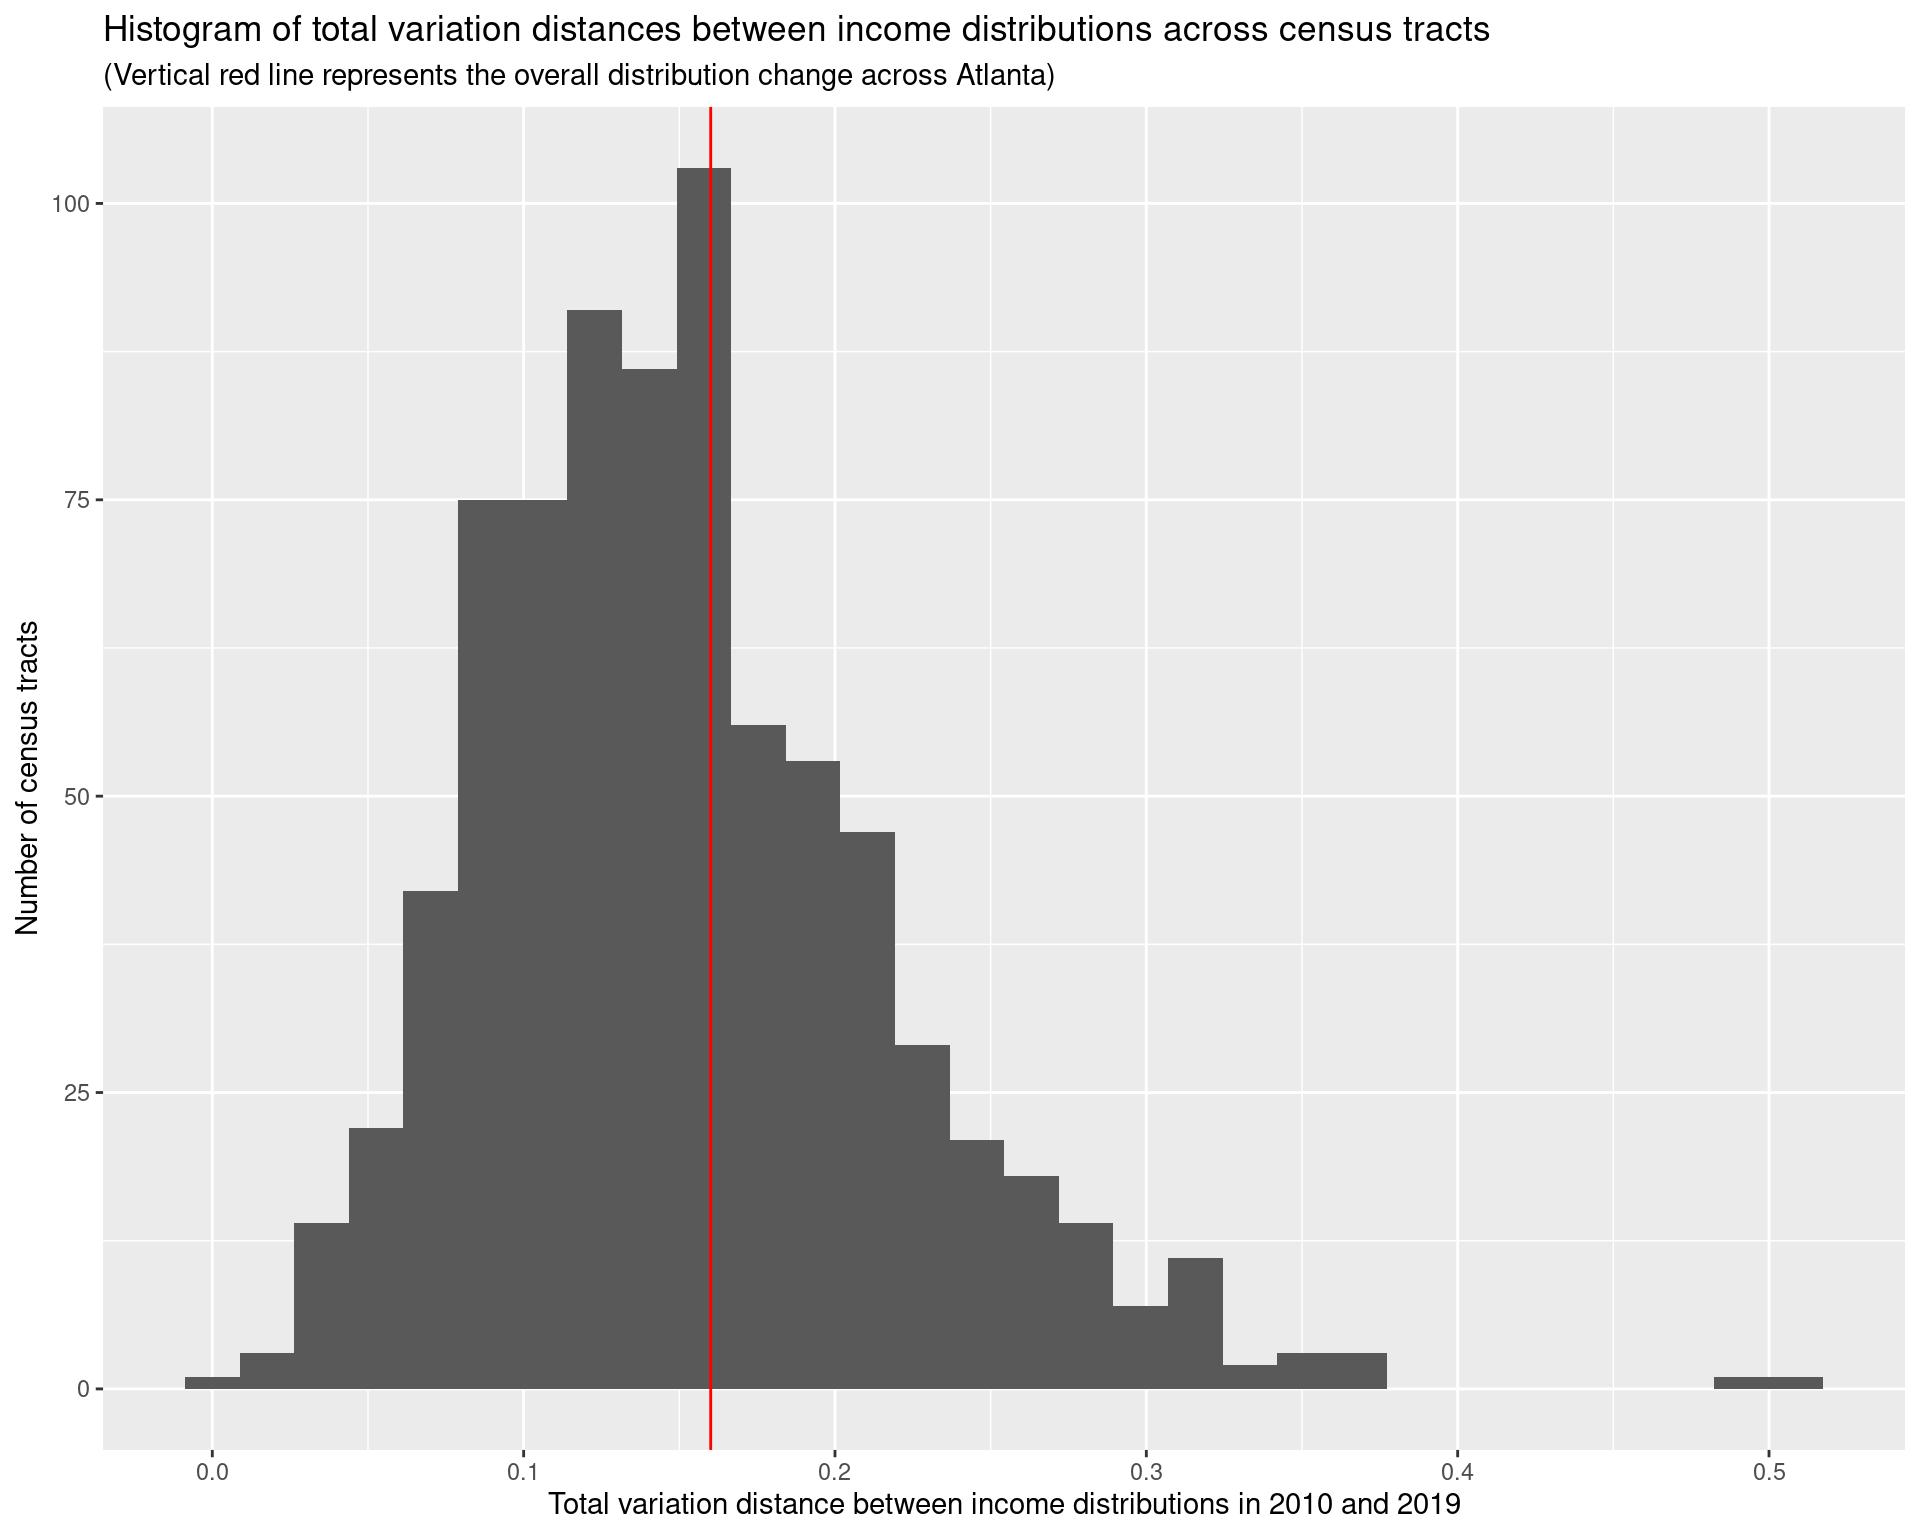 Histogram of total variation distances between income distributions across census tracts
(Vertical red line represents the overall distribution change across Atlanta)
Number of census tracts
100
75
50
25
0
0.0 0.1 0.2 0.3 0.4 0.5
Total variation distance between income distributions in 2010 and 2019